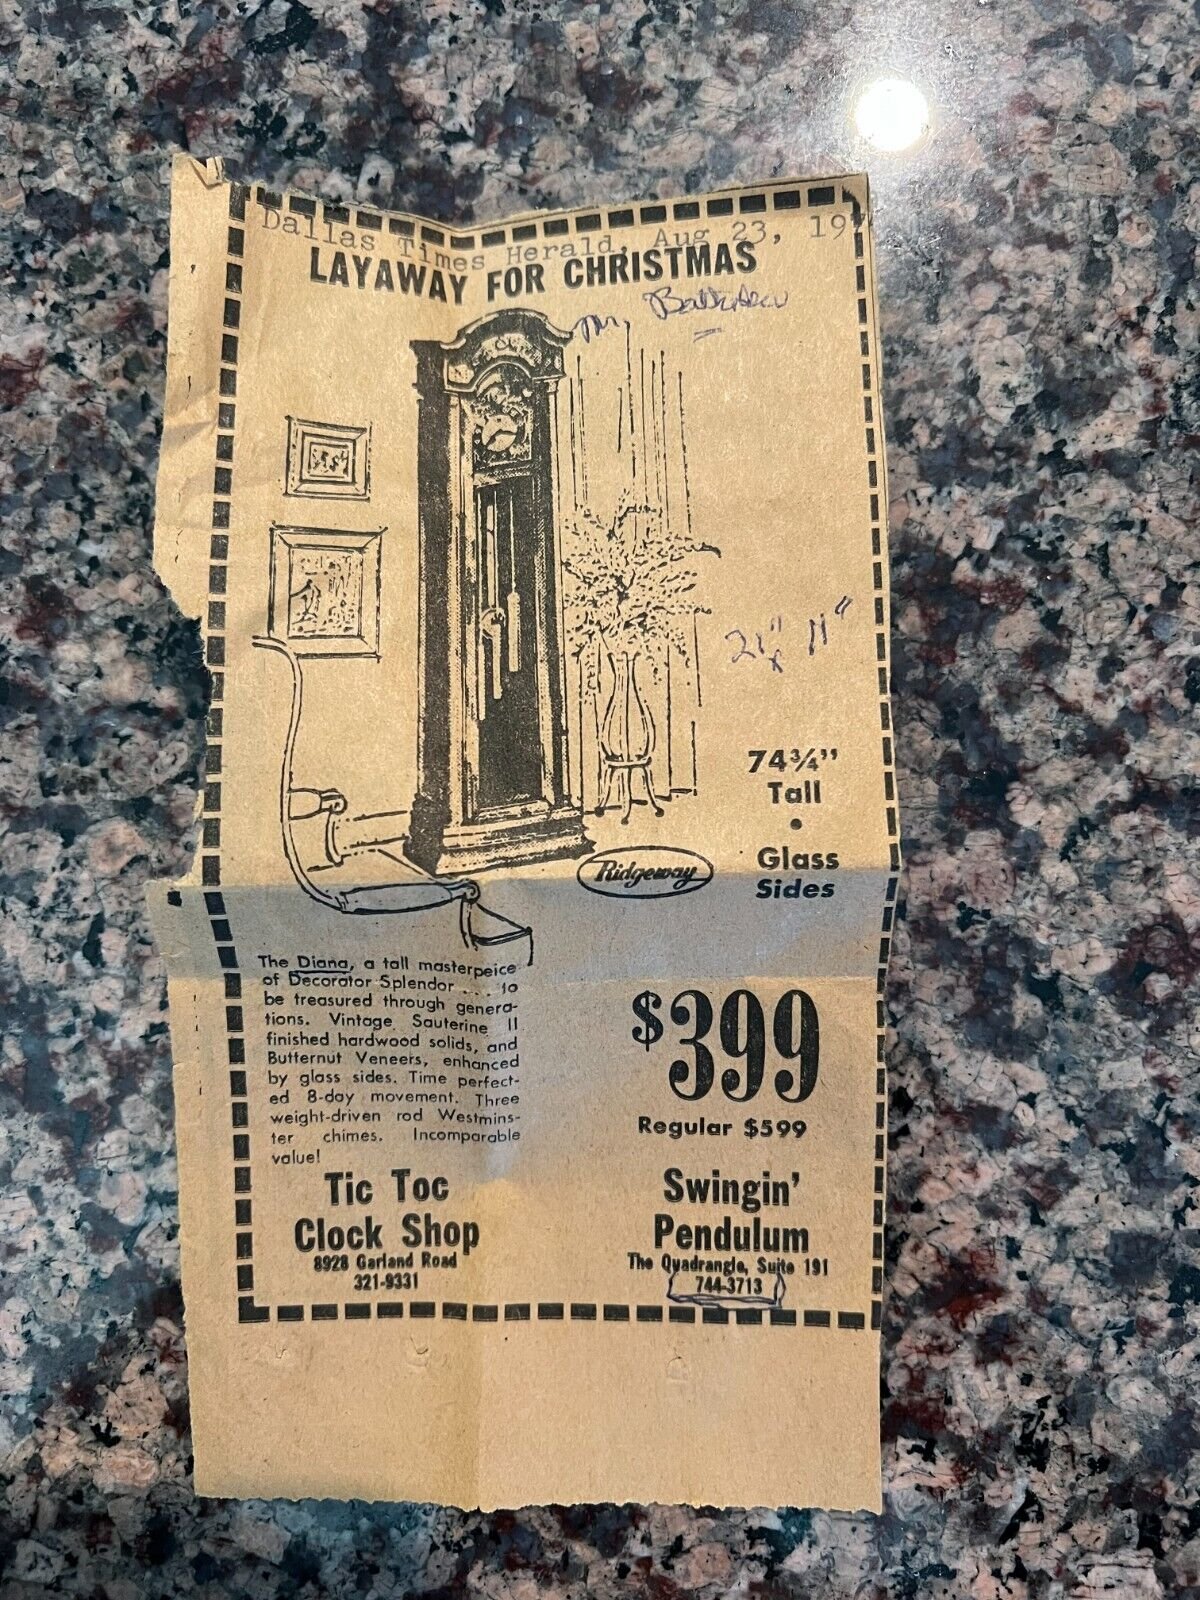 Dallas Times Herald, Aug 23, 197
LAYAWAY FOR CHRISTMAS
Mr.
21" x 11"
74¾"
Tall
•
Glass
Sides
Ridgeway
The Diana, a tall masterpeice
of Decorator Splendor . . . to
be treasured through genera-
tions. Vintage Sauterine II
finished hardwood solids, and
Butternut Veneers, enhanced
by glass sides. Time perfect-
ed 8-day movement. Three
weight-driven rod Westmins-
ter chimes. Incomparable
value!
$399
Regular $599
Tic Toc
Clock Shop
8928 Garland Road
321-9331
Swingin'
Pendulum
The Quadrangle, Suite 191
744-3713